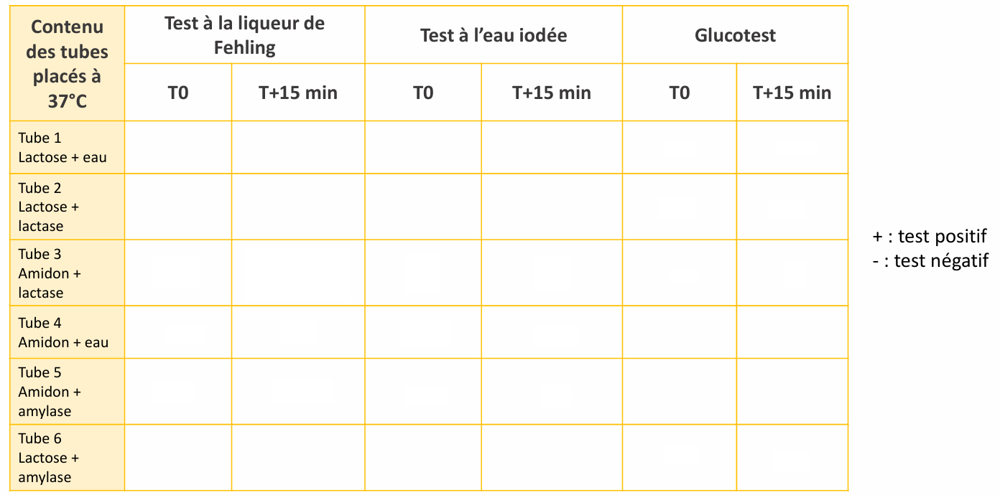 Contenu
des tubes
placés à
37°C
Test à la liqueur de
Fehling
Test à l’eau iodée
Glucotest
T0
T+15 min
T0
T+15 min
T0
T+15 min
Tube 1
Lactose + eau
Tube 2
Lactose +
lactase
Tube 3
Amidon +
lactase
Tube 4
Amidon + eau
Tube 5
Amidon +
amylase
Tube 6
Lactose +
amylase
+ : test positif
- : test négatif